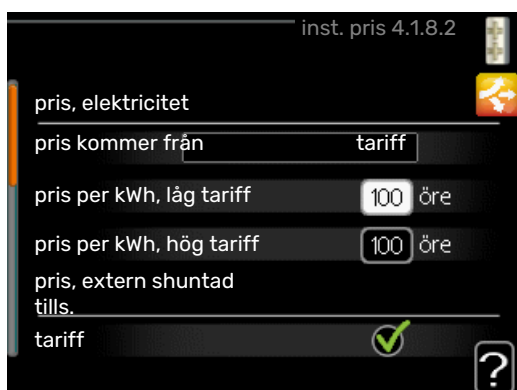 inst. pris 4.1.8.2
pris, elektricitet
pris kommer från tariff
pris per kWh, låg tariff 100 öre
pris per kWh, hög tariff 100 öre
pris, extern shuntad
tills.
tariff
?